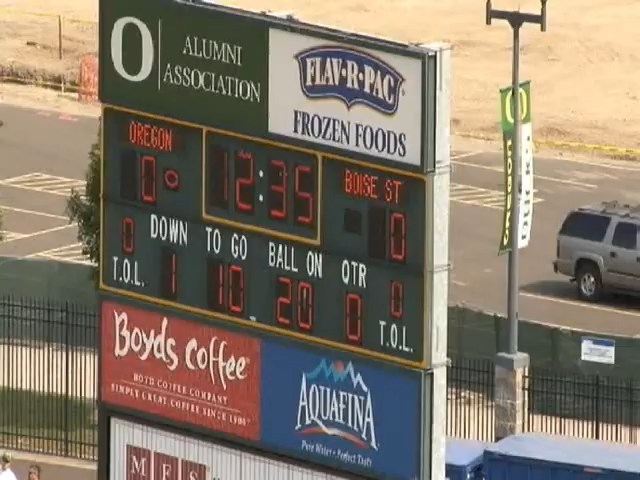 O ALUMNI
ASSOCIATION
FLAV·R·PAC
FROZEN FOODS
OREGON
BOISE ST
0
12:35
0
DOWN TO GO BALL ON QTR
0 1 10 20 0 0
T.O.L. T.O.L.
Boyds Coffee
BOYD COFFEE COMPANY
SIMPLY GREAT COFFEE SINCE 1900
AQUAFINA
Pure Water • Perfect Taste
O
OREGON